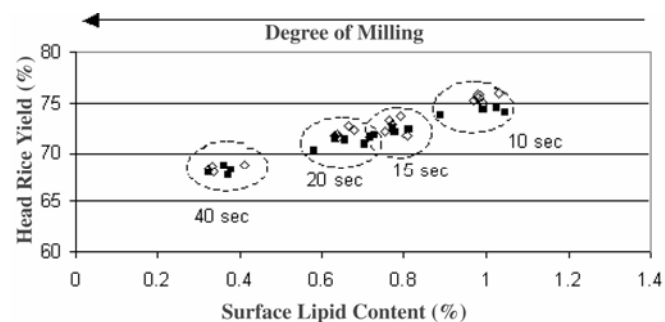 Degree of Milling
Head Rice Yield (%)
80
75
70
65
60
10 sec
20 sec
15 sec
40 sec
0
0.2
0.4
0.6
0.8
1
1.2
1.4
Surface Lipid Content (%)